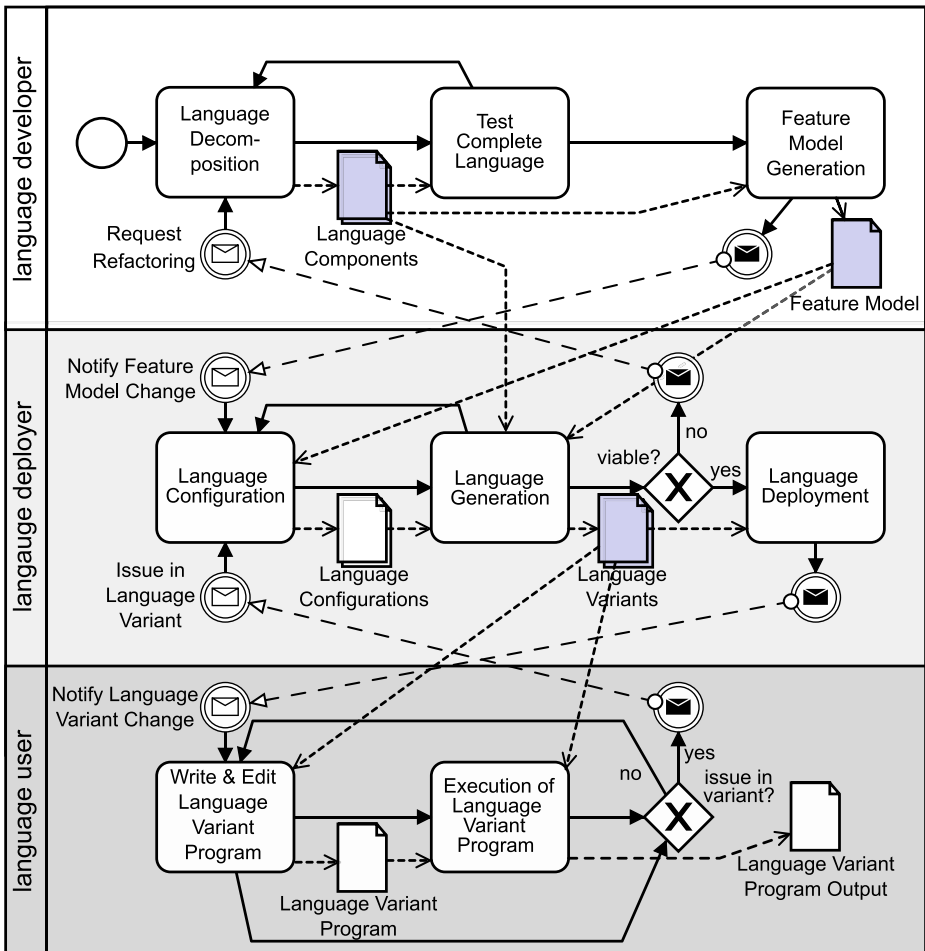 language developer
Language
Decom-
position
Test
Complete
Language
Feature
Model
Generation
Request
Refactoring
Language
Components
Feature Model
langauge deployer
Notify Feature
Model Change
Language
Configuration
Language
Generation
viable?
no
yes
Language
Deployment
Issue in
Language
Variant
Language
Configurations
Language
Variants
language user
Notify Language
Variant Change
Write & Edit
Language
Variant
Program
Execution of
Language
Variant
Program
no
yes
issue in
variant?
Language Variant
Program
Language Variant
Program Output